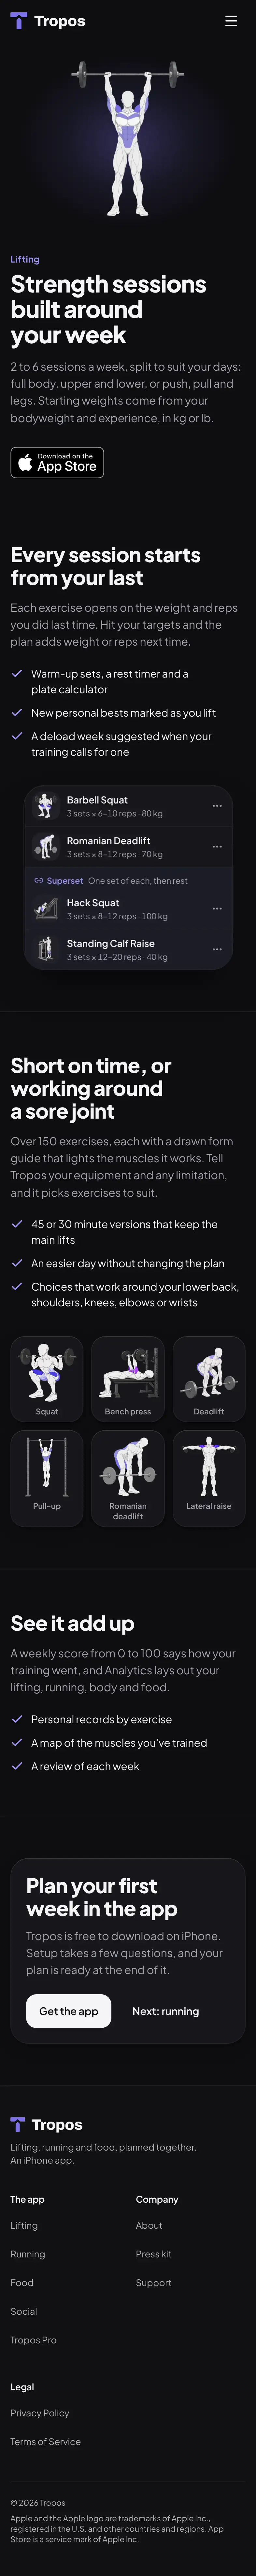 Tropos
Lifting
Strength sessions
built around
your week
2 to 6 sessions a week, split to suit your days:
full body, upper and lower, or push, pull and
legs. Starting weights come from your
bodyweight and experience, in kg or lb.
Download on the
App Store
Every session starts
from your last
Each exercise opens on the weight and reps
you did last time. Hit your targets and the
plan adds weight or reps next time.
Warm-up sets, a rest timer and a
plate calculator
New personal bests marked as you lift
A deload week suggested when your
training calls for one
Barbell Squat
3 sets × 6–10 reps · 80 kg
Romanian Deadlift
3 sets × 8–12 reps · 70 kg
Superset One set of each, then rest
Hack Squat
3 sets × 8–12 reps · 100 kg
Standing Calf Raise
3 sets × 12–20 reps · 40 kg
Short on time, or
working around
a sore joint
Over 150 exercises, each with a drawn form
guide that lights the muscles it works. Tell
Tropos your equipment and any limitation,
and it picks exercises to suit.
45 or 30 minute versions that keep the
main lifts
An easier day without changing the plan
Choices that work around your lower back,
shoulders, knees, elbows or wrists
Squat
Bench press
Deadlift
Pull-up
Romanian
deadlift
Lateral raise
See it add up
A weekly score from 0 to 100 says how your
training went, and Analytics lays out your
lifting, running, body and food.
Personal records by exercise
A map of the muscles you've trained
A review of each week
Plan your first
week in the app
Tropos is free to download on iPhone.
Setup takes a few questions, and your
plan is ready at the end of it.
Get the app
Next: running
Tropos
Lifting, running and food, planned together.
An iPhone app.
The app
Lifting
Running
Food
Social
Tropos Pro
Company
About
Press kit
Support
Legal
Privacy Policy
Terms of Service
© 2026 Tropos
Apple and the Apple logo are trademarks of Apple Inc.,
registered in the U.S. and other countries and regions. App
Store is a service mark of Apple Inc.